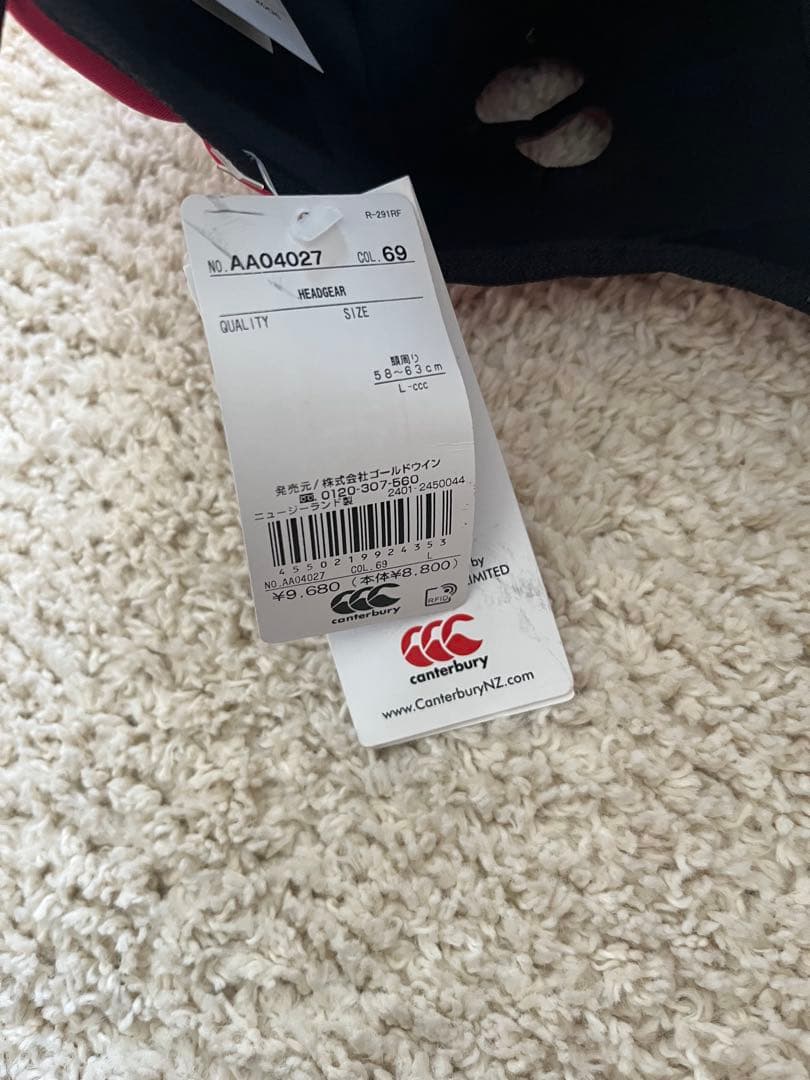 R-291RF
NO.AA04027 COL.69
HEADGEAR
QUALITY SIZE
頭周り
58～63cm
L-ccc
発売元/株式会社ゴールドウイン
0120-307-560
ニュージーランド製 2401-2450044
4550219924353
NO.AA04027 COL.69 L
¥9,680 (本体¥8,800)
canterbury
RFID
by
LIMITED
canterbury
www.CanterburyNZ.com